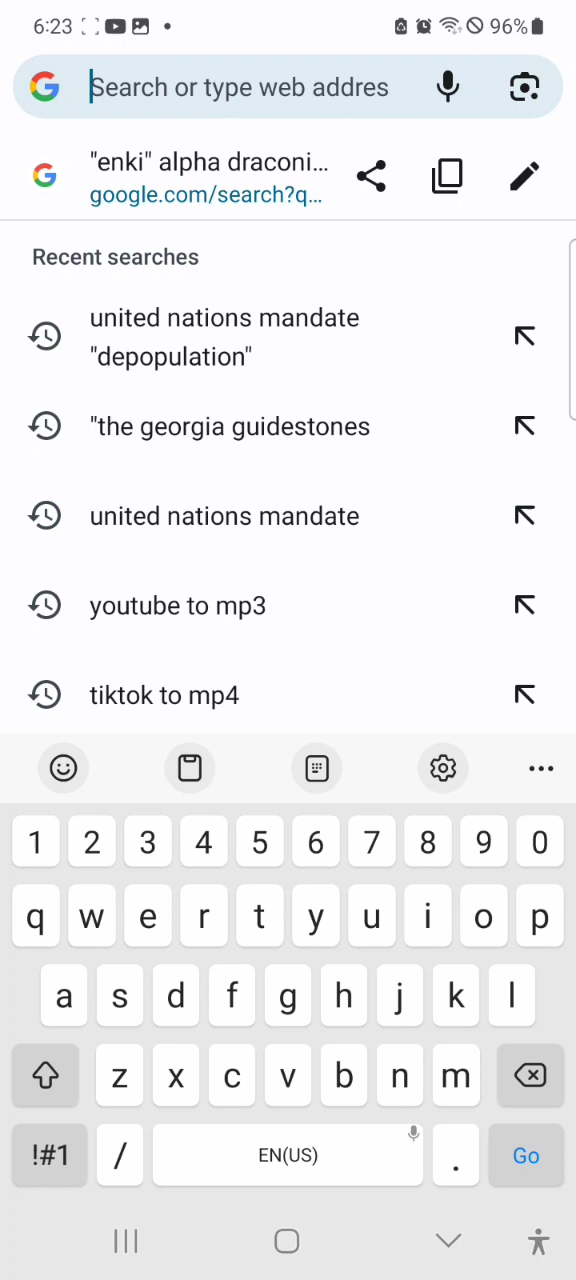 6:23
96%
Search or type web addres
"enki" alpha draconi...
google.com/search?q...
Recent searches
united nations mandate
"depopulation"
"the georgia guidestones
united nations mandate
youtube to mp3
tiktok to mp4
1 2 3 4 5 6 7 8 9 0
q w e r t y u i o p
a s d f g h j k l
z x c v b n m
!#1 / EN(US) . Go